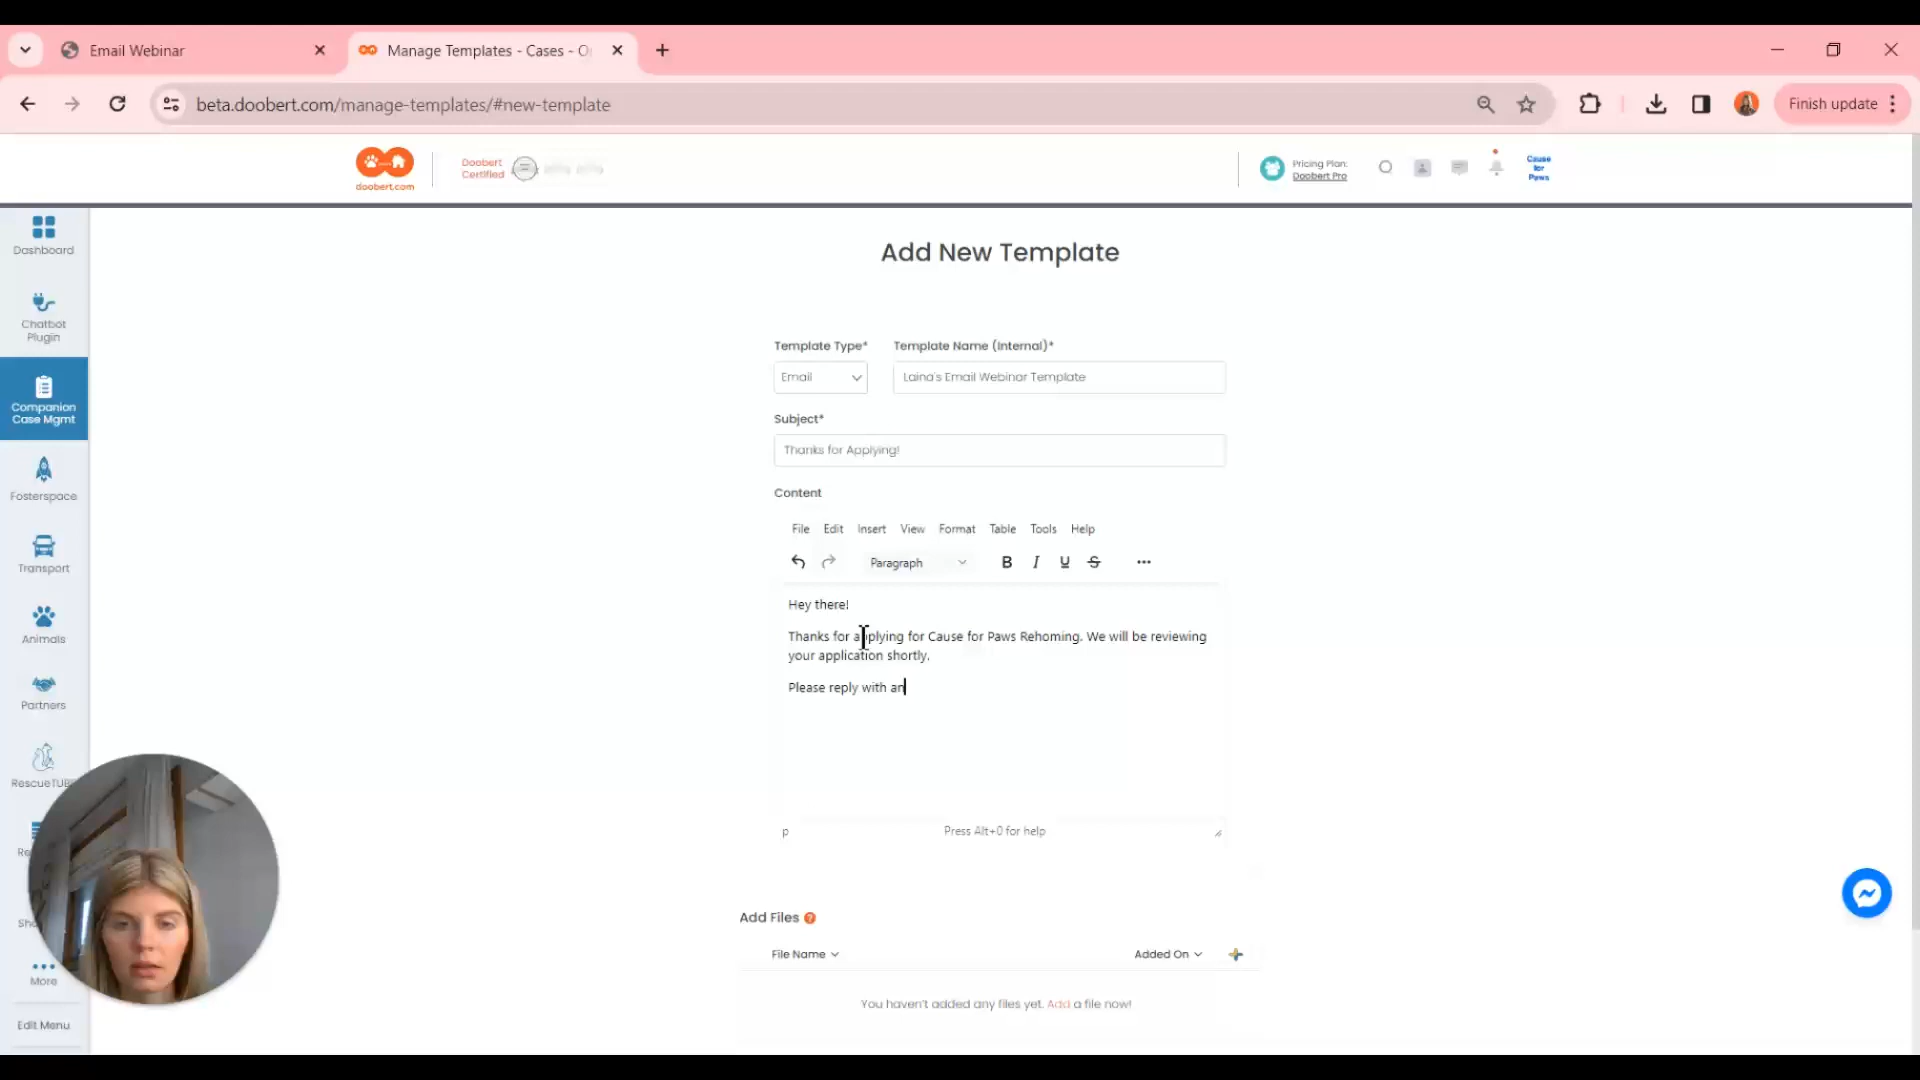 Email Webinar
Manage Templates - Cases - O
beta.doobert.com/manage-templates/#new-template
Finish update
doobert.com
Doobert
Certified
Pricing Plan:
Doobert Pro
Cause
for
Paws
Dashboard
Chatbot
Plugin
Companion
Case Mgmt
Fosterspace
Transport
Animals
Partners
RescueTUB
Re
Sho
More
Edit Menu
Add New Template
Template Type*
Template Name (Internal)*
Email
Laina's Email Webinar Template
Subject*
Thanks for Applying!
Content
File Edit Insert View Format Table Tools Help
Paragraph B I U S ...
Hey there!
Thanks for applying for Cause for Paws Rehoming. We will be reviewing
your application shortly.
Please reply with an
p
Press Alt+0 for help
Add Files ?
File Name
Added On
You haven't added any files yet. Add a file now!